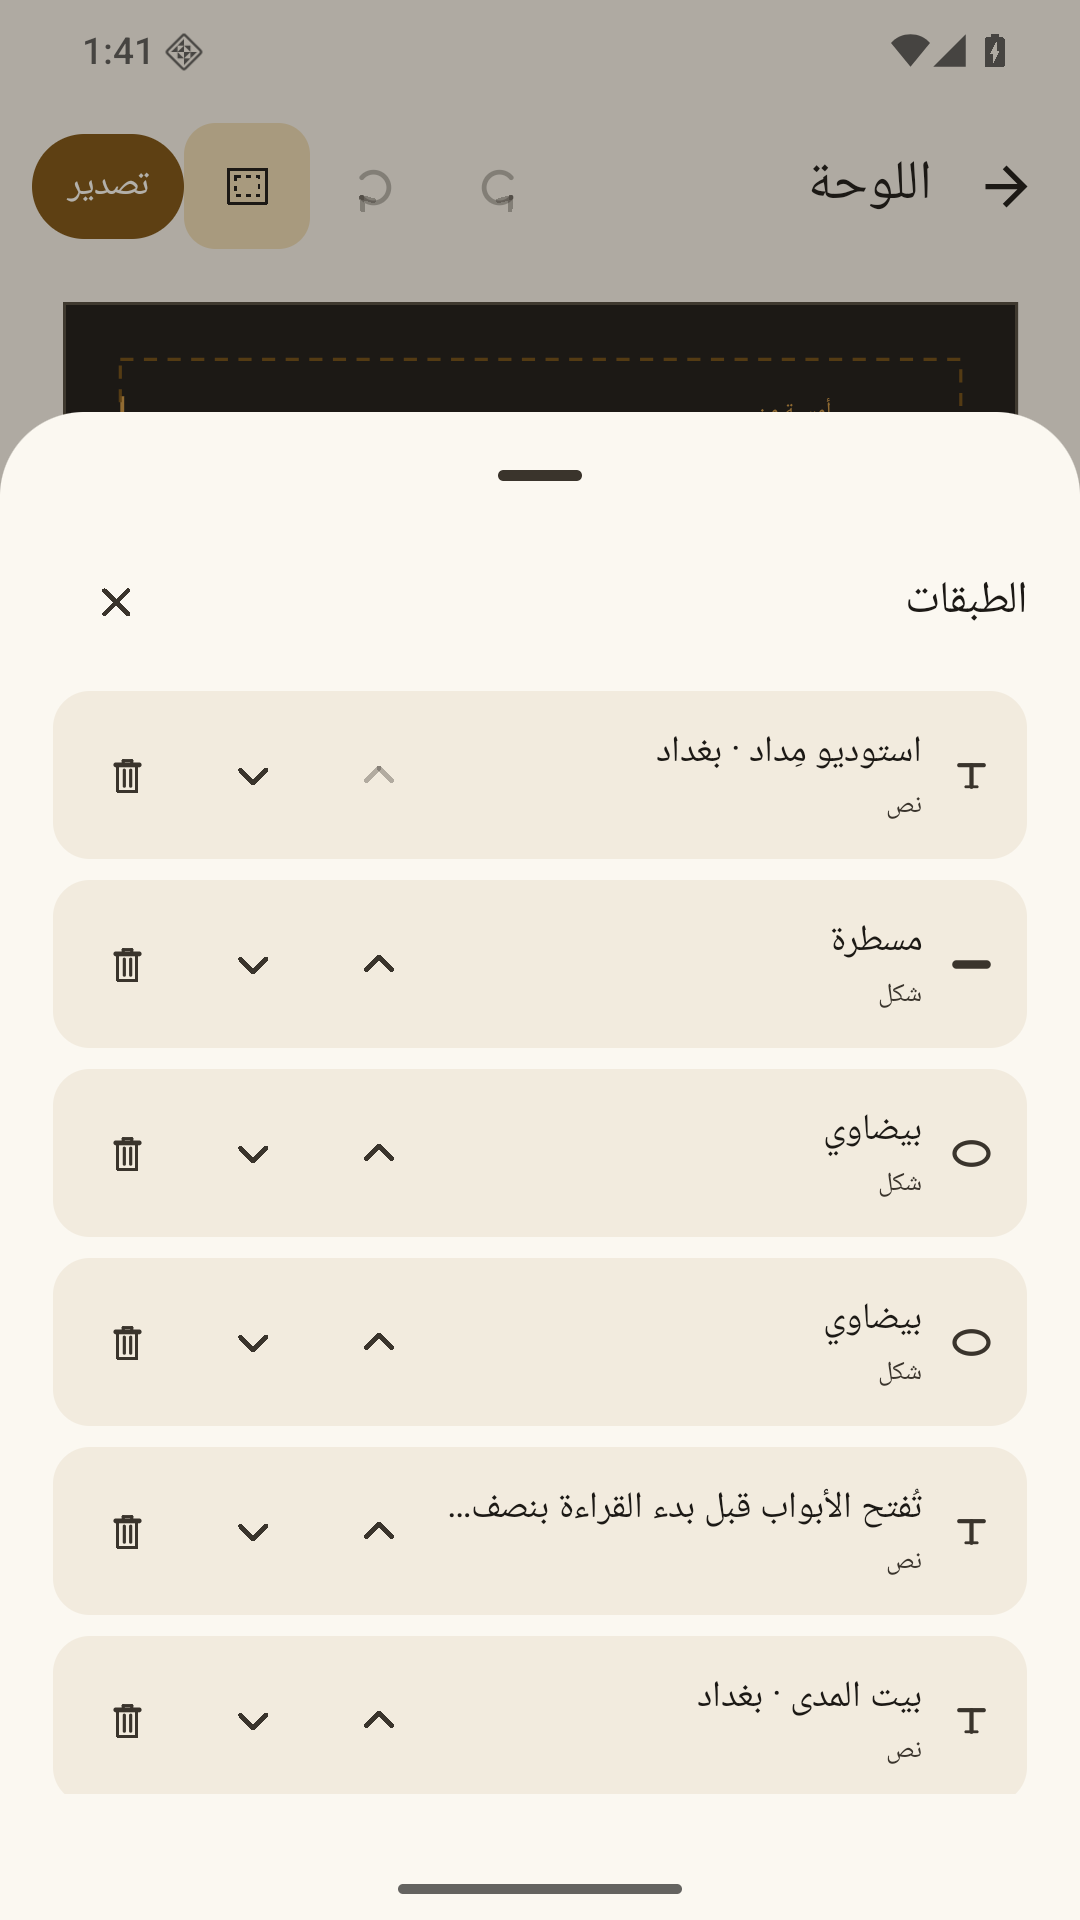 1:41
اللوحة
تصدير
الطبقات
استوديو مِداد · بغداد
نص
مسطرة
شكل
بيضاوي
شكل
بيضاوي
شكل
تُفتح الأبواب قبل بدء القراءة بنصف...
نص
بيت المدى · بغداد
نص